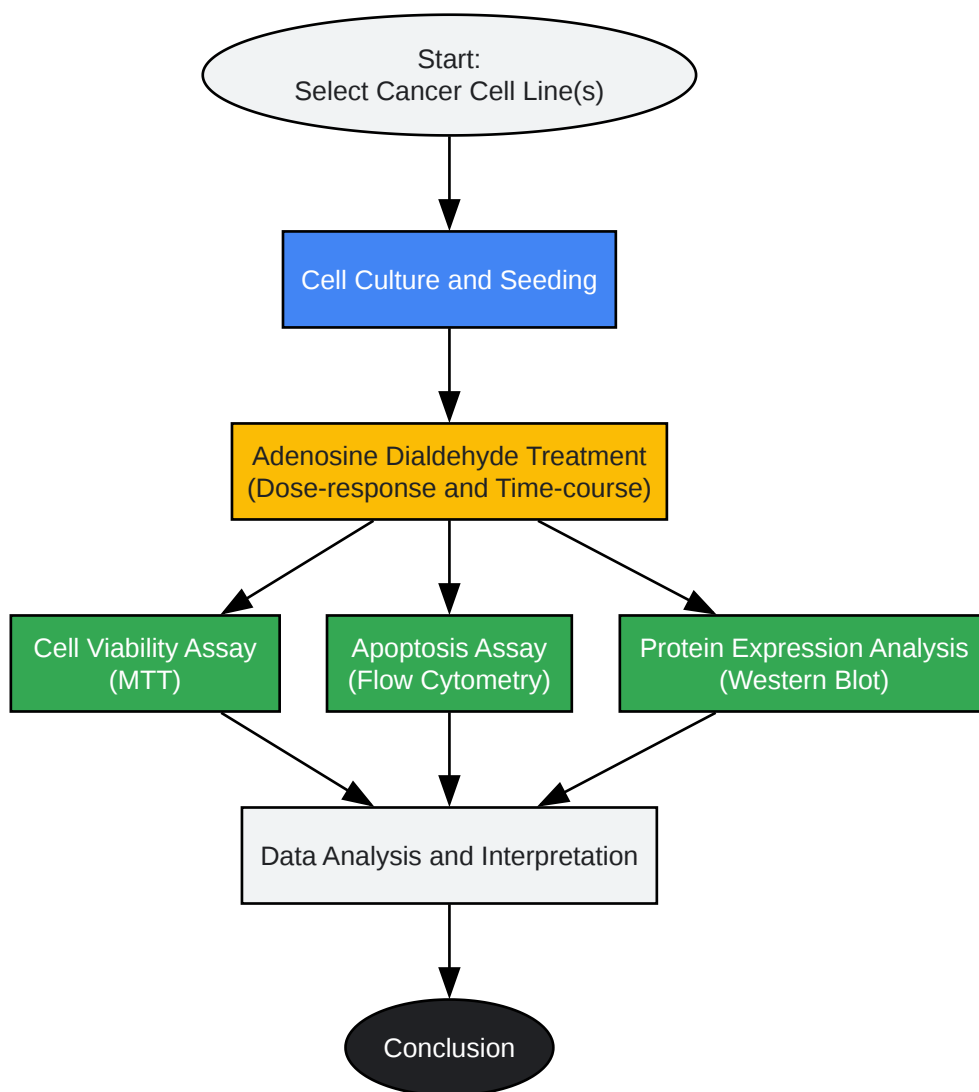 Start:
Select Cancer Cell Line(s)
Cell Culture and Seeding
Adenosine Dialdehyde Treatment
(Dose-response and Time-course)
Cell Viability Assay
(MTT)
Apoptosis Assay
(Flow Cytometry)
Protein Expression Analysis
(Western Blot)
Data Analysis and Interpretation
Conclusion